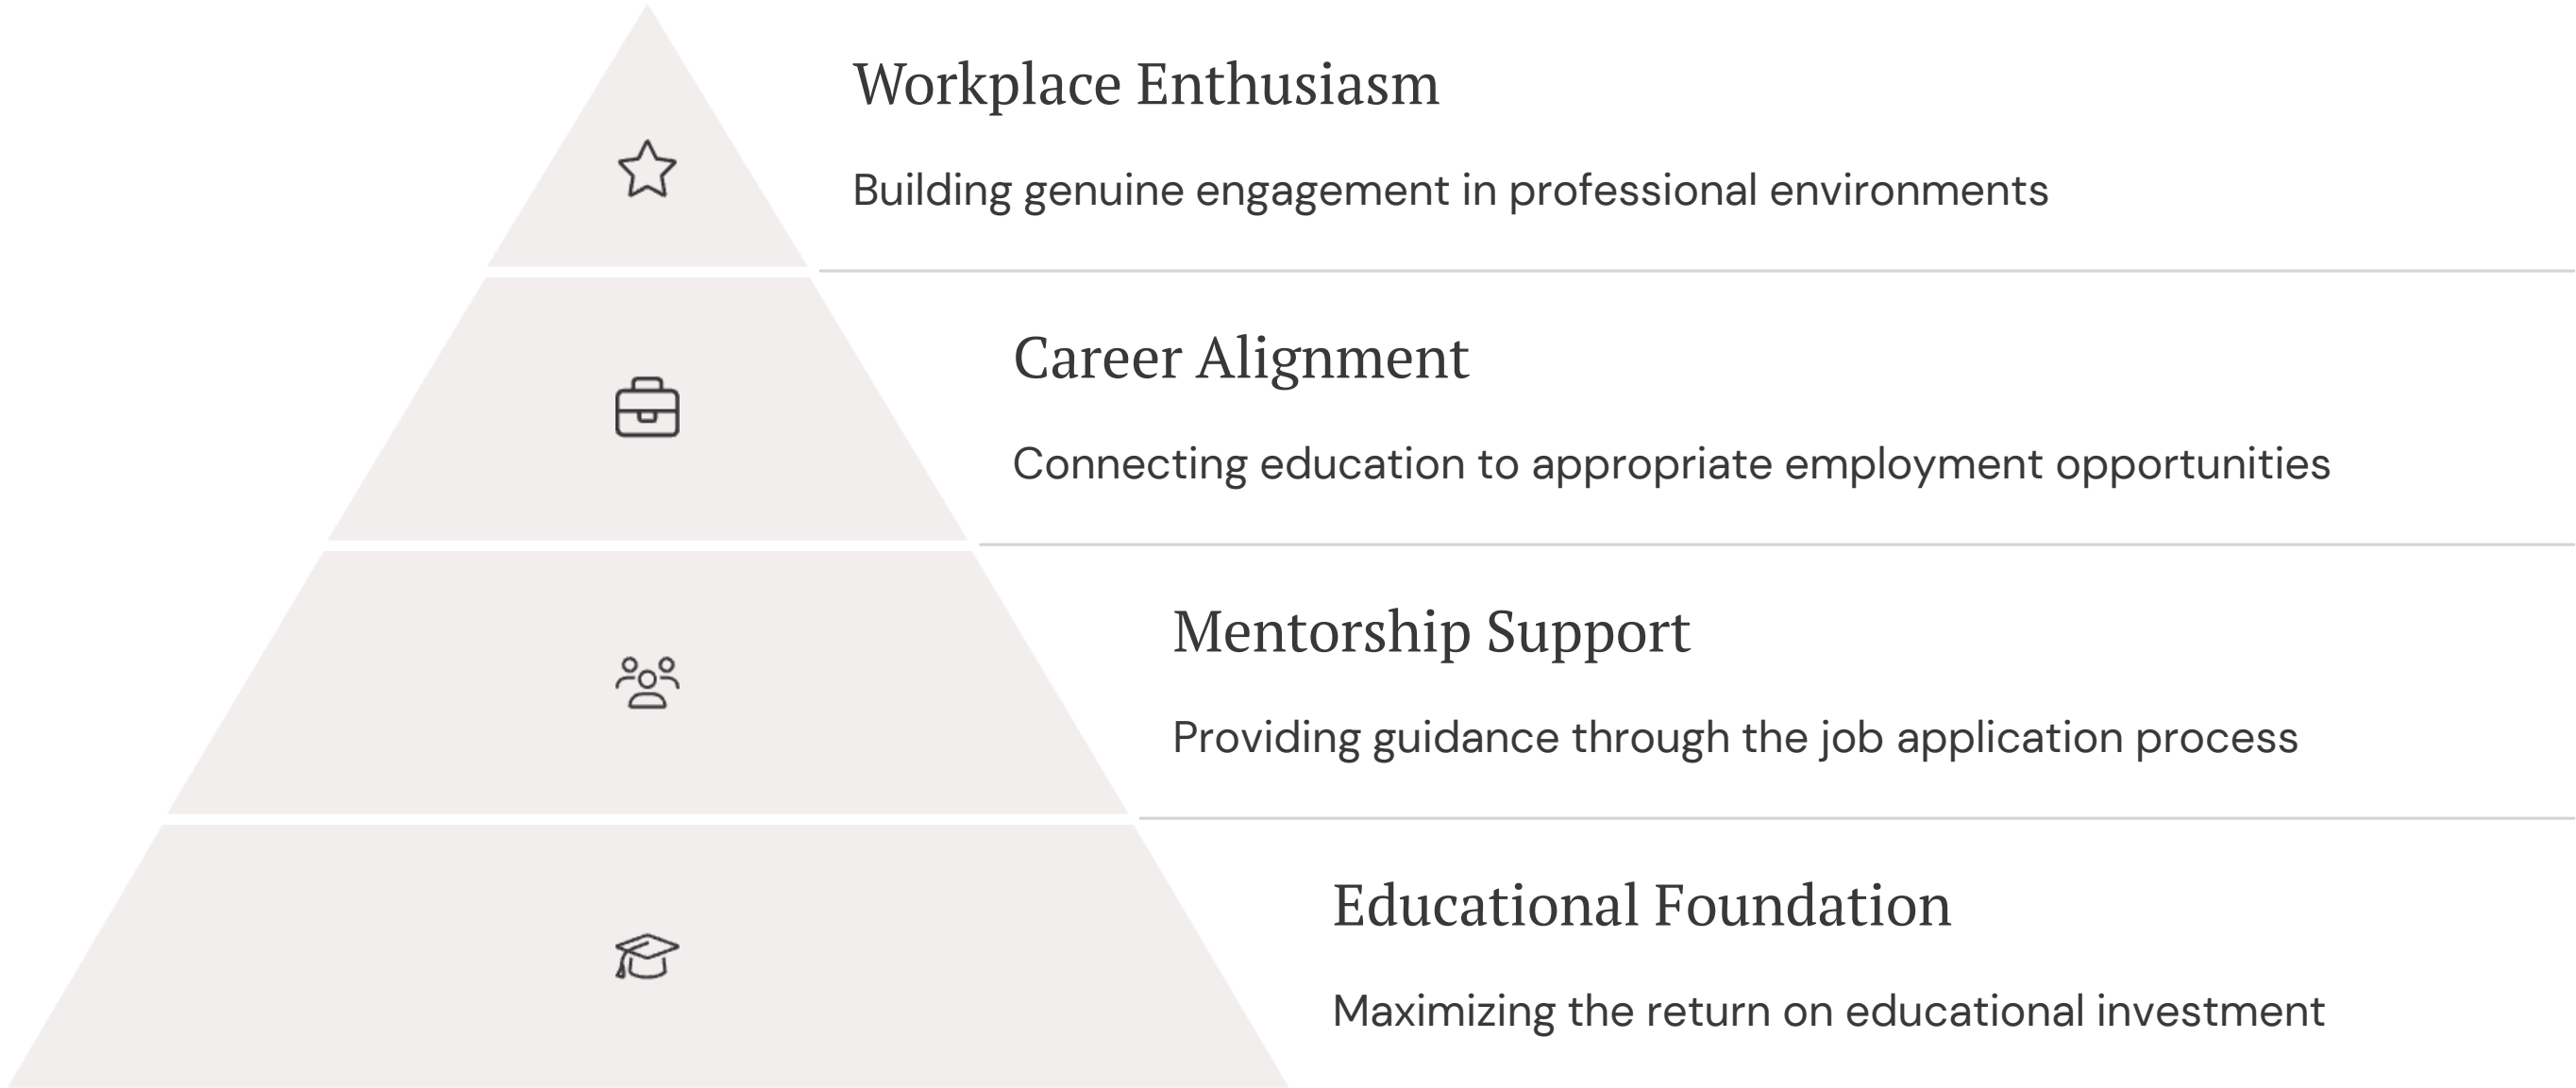 Workplace Enthusiasm
Building genuine engagement in professional environments
Career Alignment
Connecting education to appropriate employment opportunities
Mentorship Support
Providing guidance through the job application process
Educational Foundation
Maximizing the return on educational investment